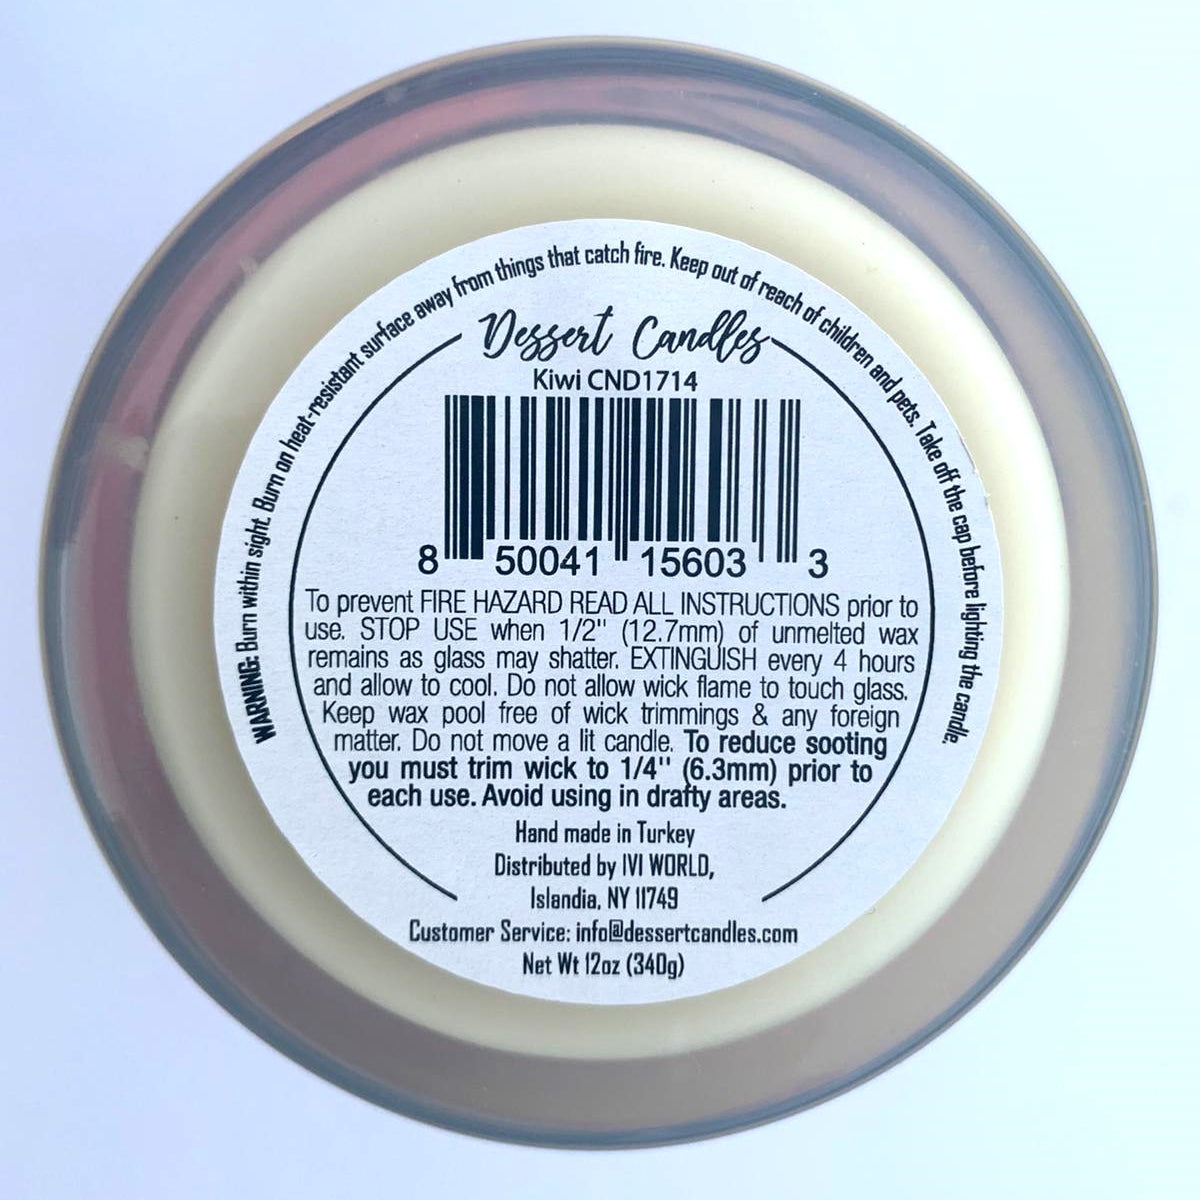 WARNING: Burn within sight. Burn on heat-resistant surface away from things that catch fire. Keep out of reach of children and pets. Take off the cap before lighting the candle.
Dessert Candles
Kiwi CND1714
8 50041 15603 3
To prevent FIRE HAZARD READ ALL INSTRUCTIONS prior to
use. STOP USE when 1/2'' (12.7mm) of unmelted wax
remains as glass may shatter. EXTINGUISH every 4 hours
and allow to cool. Do not allow wick flame to touch glass.
Keep wax pool free of wick trimmings & any foreign
matter. Do not move a lit candle. To reduce sooting
you must trim wick to 1/4'' (6.3mm) prior to
each use. Avoid using in drafty areas.
Hand made in Turkey
Distributed by IVI WORLD,
Islandia, NY 11749
Customer Service: info@dessertcandles.com
Net Wt 12oz (340g)